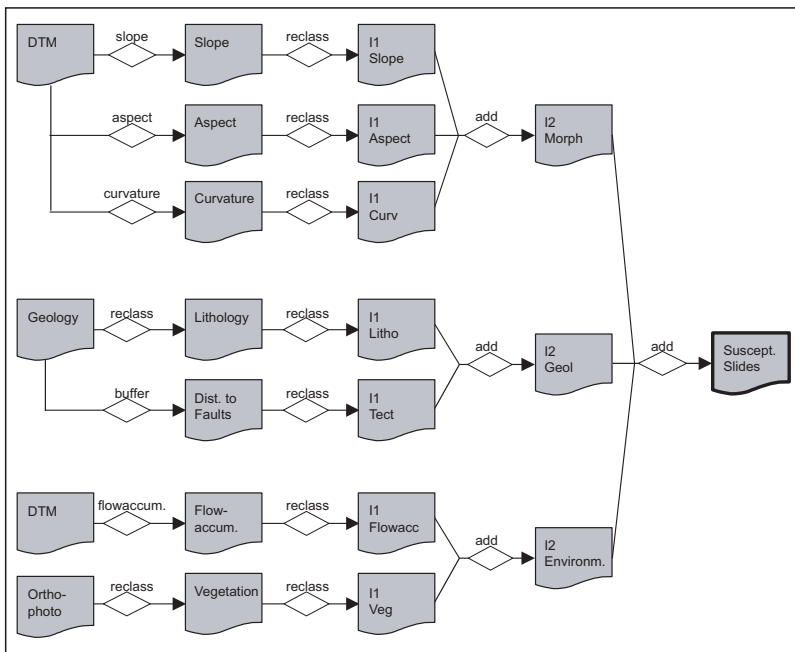 DTM
slope
Slope
reclass
I1
Slope
aspect
Aspect
reclass
I1
Aspect
add
I2
Morph
curvature
Curvature
reclass
I1
Curv
Geology
reclass
Lithology
reclass
I1
Litho
add
I2
Geol
add
Suscept.
Slides
buffer
Dist. to
Faults
reclass
I1
Tect
DTM
flowaccum.
Flow-
accum.
reclass
I1
Flowacc
add
I2
Environm.
Ortho-
photo
reclass
Vegetation
reclass
I1
Veg